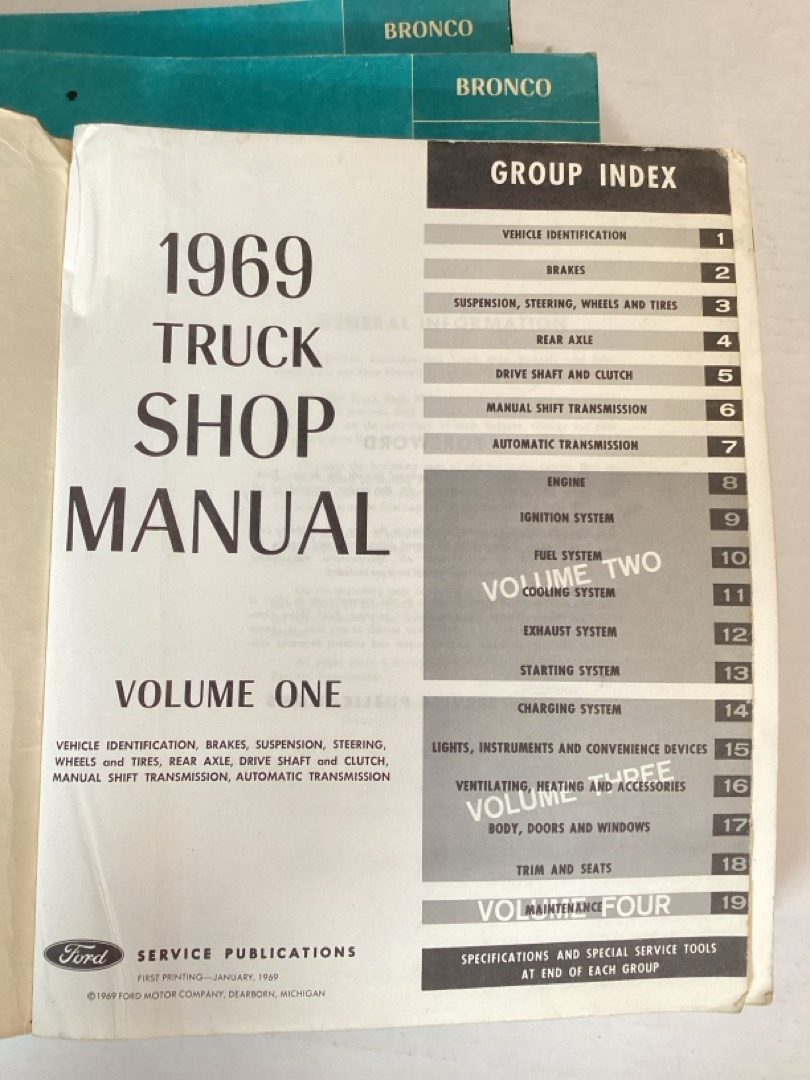 BRONCO
BRONCO
1969
TRUCK
SHOP
MANUAL
VOLUME ONE
VEHICLE IDENTIFICATION, BRAKES, SUSPENSION, STEERING,
WHEELS and TIRES, REAR AXLE, DRIVE SHAFT and CLUTCH,
MANUAL SHIFT TRANSMISSION, AUTOMATIC TRANSMISSION
Ford SERVICE PUBLICATIONS
FIRST PRINTING—JANUARY, 1969
©1969 FORD MOTOR COMPANY, DEARBORN, MICHIGAN
GROUP INDEX
VEHICLE IDENTIFICATION 1
BRAKES 2
SUSPENSION, STEERING, WHEELS AND TIRES 3
REAR AXLE 4
DRIVE SHAFT AND CLUTCH 5
MANUAL SHIFT TRANSMISSION 6
AUTOMATIC TRANSMISSION 7
ENGINE 8
IGNITION SYSTEM 9
FUEL SYSTEM 10
VOLUME TWO
COOLING SYSTEM 11
EXHAUST SYSTEM 12
STARTING SYSTEM 13
CHARGING SYSTEM 14
LIGHTS, INSTRUMENTS AND CONVENIENCE DEVICES 15
VENTILATING, HEATING AND ACCESSORIES 16
VOLUME THREE
BODY, DOORS AND WINDOWS 17
TRIM AND SEATS 18
MAINTENANCE 19
VOLUME FOUR
SPECIFICATIONS AND SPECIAL SERVICE TOOLS
AT END OF EACH GROUP